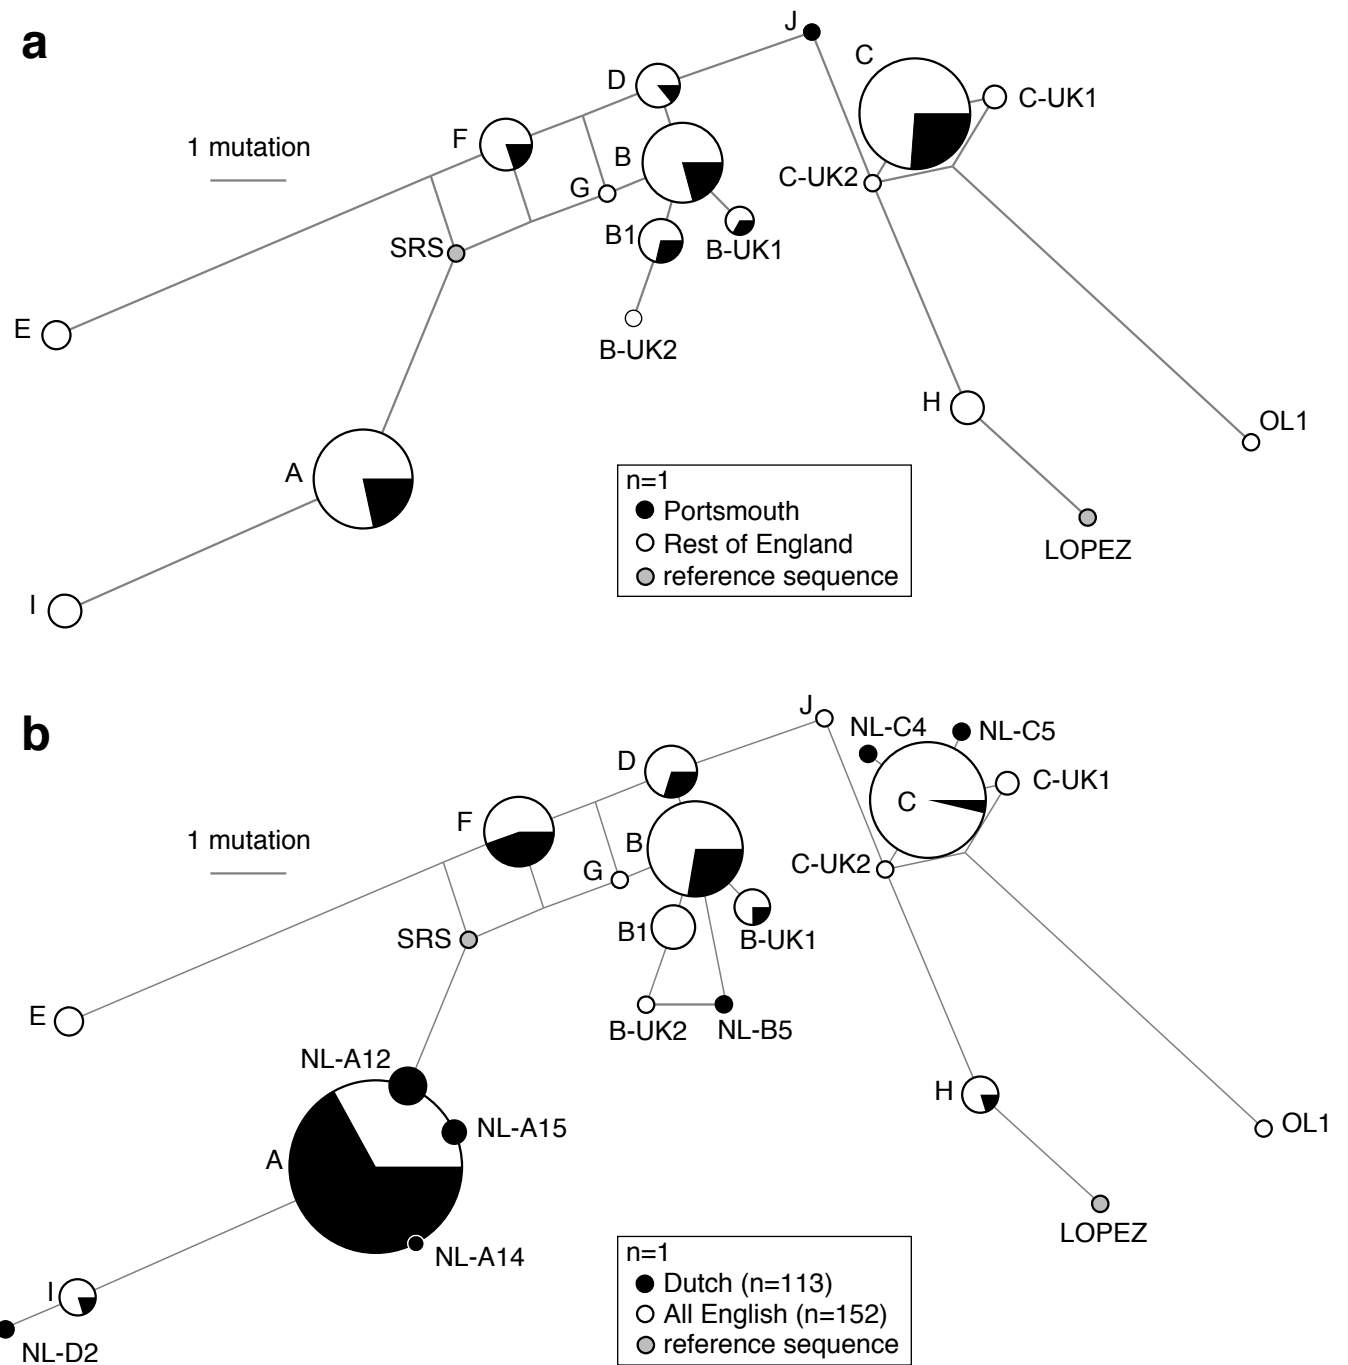 a
J
C
D
C-UK1
F
1 mutation
B
C-UK2
G
B1
SRS
B-UK1
E
B-UK2
H
OL1
A
n=1
Portsmouth
Rest of England
reference sequence
LOPEZ
I
b
J
NL-C4
NL-C5
D
C-UK1
C
F
1 mutation
B
C-UK2
G
B1
SRS
B-UK1
E
B-UK2
NL-B5
NL-A12
H
NL-A15
OL1
A
LOPEZ
NL-A14
n=1
Dutch (n=113)
All English (n=152)
reference sequence
I
NL-D2